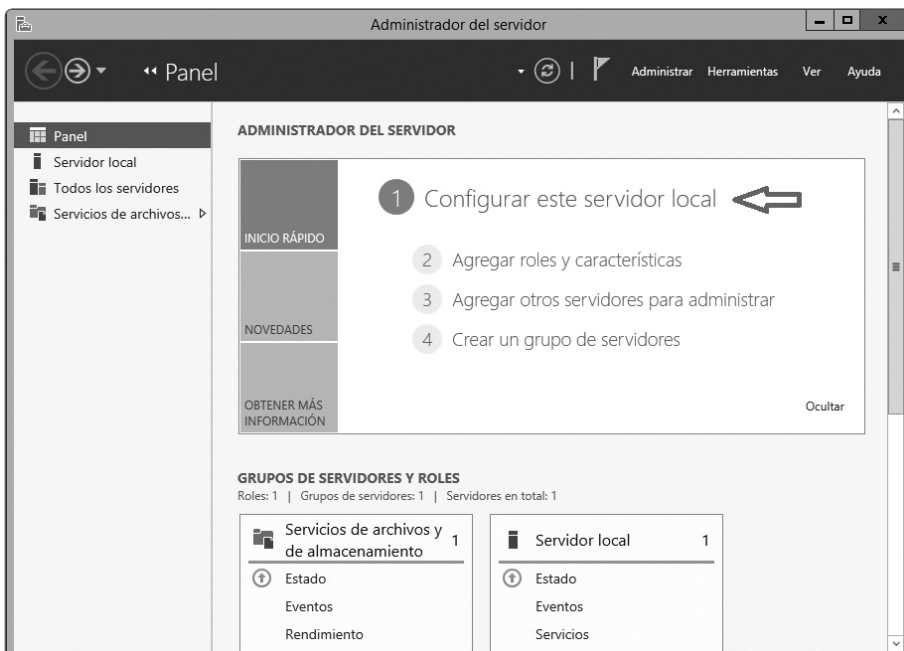 Administrador del servidor
Panel
Administrar Herramientas Ver Ayuda
Panel
Servidor local
Todos los servidores
Servicios de archivos...
ADMINISTRADOR DEL SERVIDOR
INICIO RÁPIDO
NOVEDADES
OBTENER MÁS
INFORMACIÓN
1 Configurar este servidor local
2 Agregar roles y características
3 Agregar otros servidores para administrar
4 Crear un grupo de servidores
Ocultar
GRUPOS DE SERVIDORES Y ROLES
Roles: 1 | Grupos de servidores: 1 | Servidores en total: 1
Servicios de archivos y
de almacenamiento 1
Estado
Eventos
Rendimiento
Servidor local 1
Estado
Eventos
Servicios